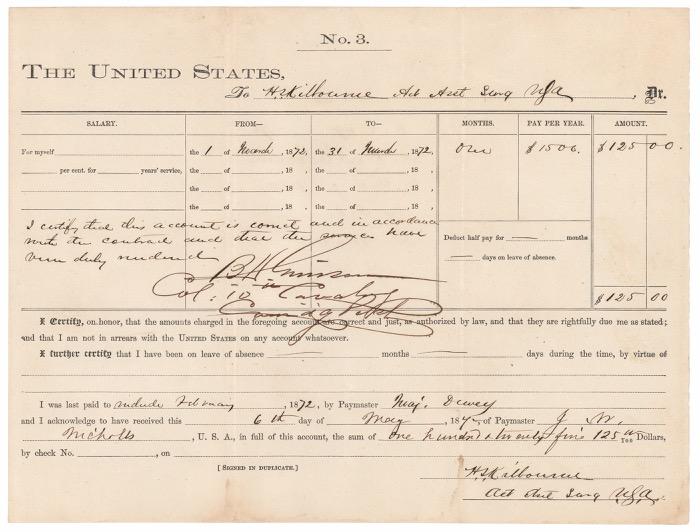 No. 3.
THE UNITED STATES,
To H. S. Kilbourne Act Asst Surg USA, Dr.
SALARY. FROM— TO— MONTHS. PAY PER YEAR. AMOUNT.
For myself the 1 of March, 1872, the 31 of March, 1872, One $1500. $125 00.
per cent. for years' service, the of , 18 , the of , 18 ,
the of , 18 , the of , 18 ,
the of , 18 , the of , 18 ,
I certify that this account is correct and in accordance
with the contract and that the services have
been duly rendered
Deduct half pay for months
days on leave of absence.
B H Grierson
Col: 10th Cavalry
Comd'g Post
$125 00
I Certify, on honor, that the amounts charged in the foregoing account are correct and just, as authorized by law, and that they are rightfully due me as stated;
and that I am not in arrears with the UNITED STATES on any account whatsoever.
I further certify that I have been on leave of absence months days during the time, by virtue of
I was last paid to include February, 1872, by Paymaster Maj. Dewey
and I acknowledge to have received this 6th day of May 187 , of Paymaster J W.
Nicholls, U. S. A., in full of this account, the sum of One hundred & twenty five 125 00/100 Dollars,
by check No. , on
[SIGNED IN DUPLICATE.]
H. S. Kilbourne
Act Asst Surg U.S.A.